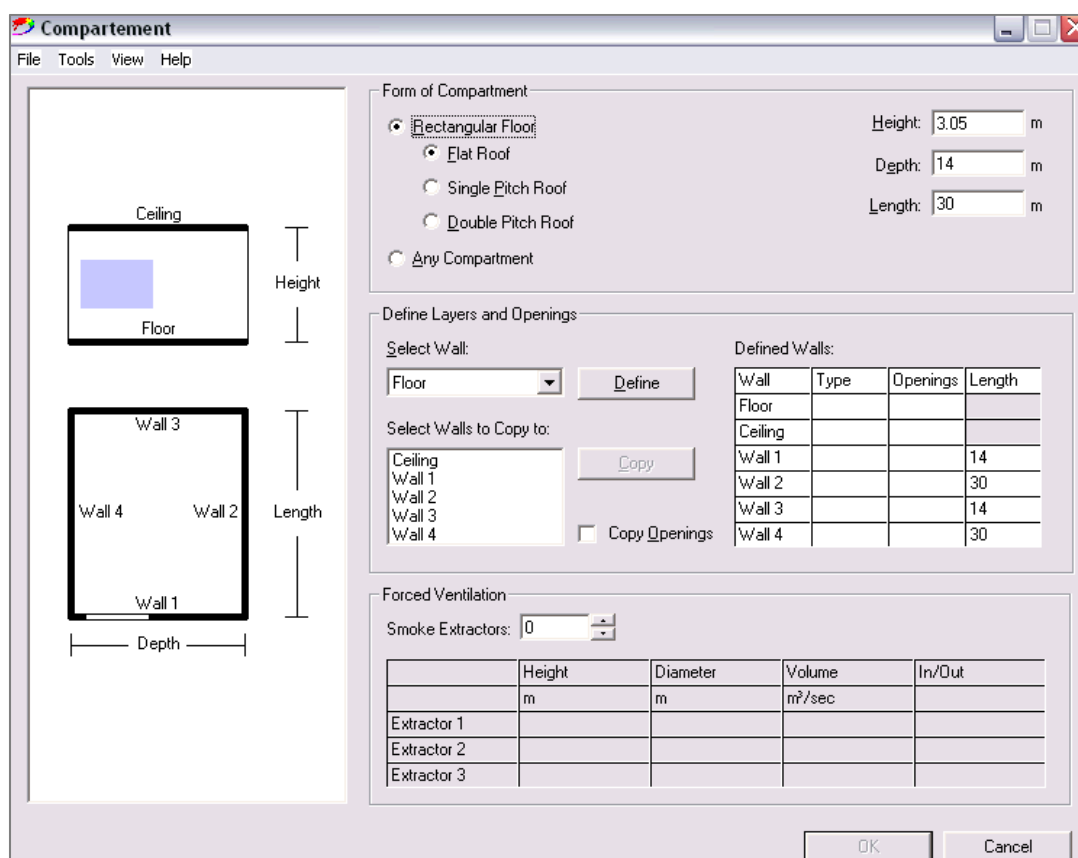 Compartement
File Tools View Help
Ceiling
Height
Floor
Wall 3
Wall 4 Wall 2 Length
Wall 1
Depth
Form of Compartment
Rectangular Floor
Flat Roof
Single Pitch Roof
Double Pitch Roof
Any Compartment
Height: 3.05 m
Depth: 14 m
Length: 30 m
Define Layers and Openings
Select Wall:
Floor Define
Select Walls to Copy to:
Ceiling
Wall 1
Wall 2
Wall 3
Wall 4
Copy
Copy Openings
Defined Walls:
Wall Type Openings Length
Floor
Ceiling
Wall 1 14
Wall 2 30
Wall 3 14
Wall 4 30
Forced Ventilation
Smoke Extractors: 0
Height Diameter Volume In/Out
m m m³/sec
Extractor 1
Extractor 2
Extractor 3
OK Cancel